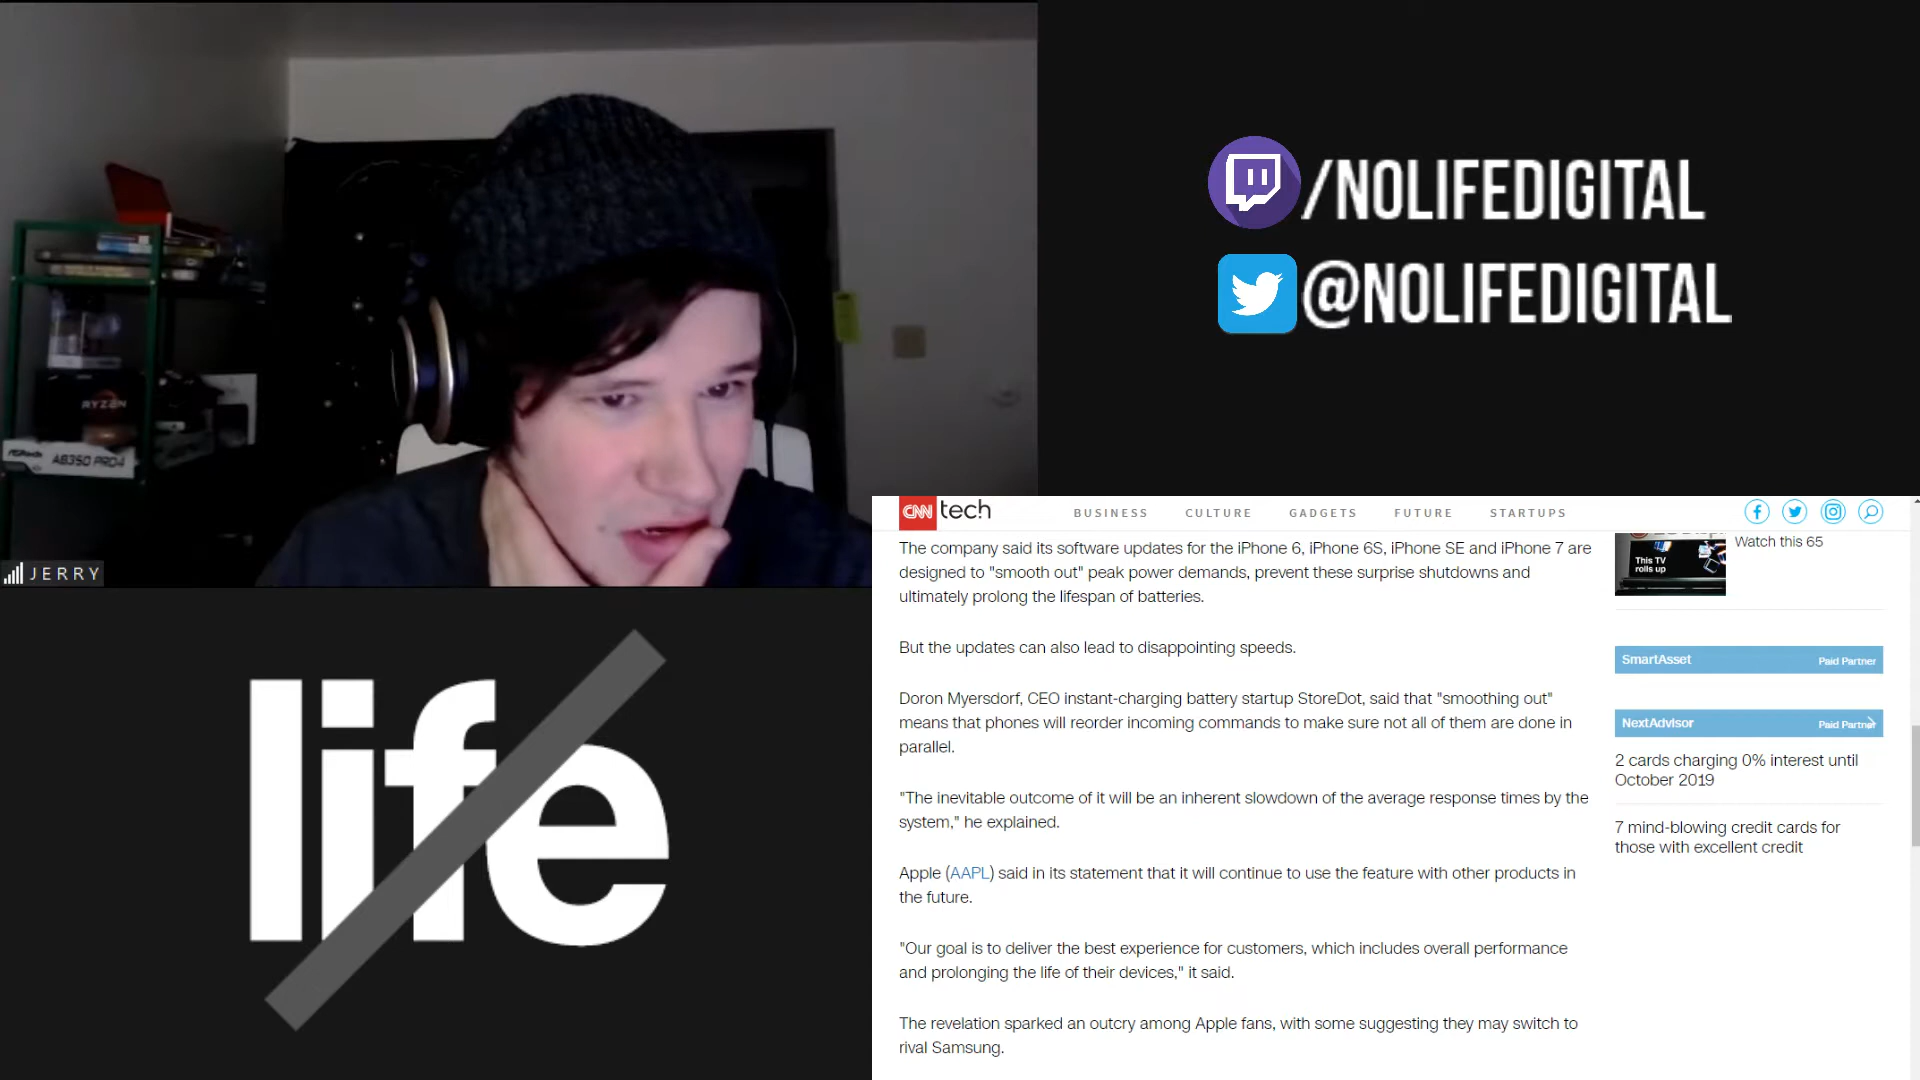 /NOLIFEDIGITAL
@NOLIFEDIGITAL
RYZEN
AB350 PRO4
JERRY
life
CNN tech
BUSINESS CULTURE GADGETS FUTURE STARTUPS
The company said its software updates for the iPhone 6, iPhone 6S, iPhone SE and iPhone 7 are
designed to "smooth out" peak power demands, prevent these surprise shutdowns and
ultimately prolong the lifespan of batteries.
But the updates can also lead to disappointing speeds.
Doron Myersdorf, CEO instant-charging battery startup StoreDot, said that "smoothing out"
means that phones will reorder incoming commands to make sure not all of them are done in
parallel.
"The inevitable outcome of it will be an inherent slowdown of the average response times by the
system," he explained.
Apple (AAPL) said in its statement that it will continue to use the feature with other products in
the future.
"Our goal is to deliver the best experience for customers, which includes overall performance
and prolonging the life of their devices," it said.
The revelation sparked an outcry among Apple fans, with some suggesting they may switch to
rival Samsung.
This TV
rolls up
Watch this 65
SmartAsset Paid Partner
NextAdvisor Paid Partner
2 cards charging 0% interest until
October 2019
7 mind-blowing credit cards for
those with excellent credit